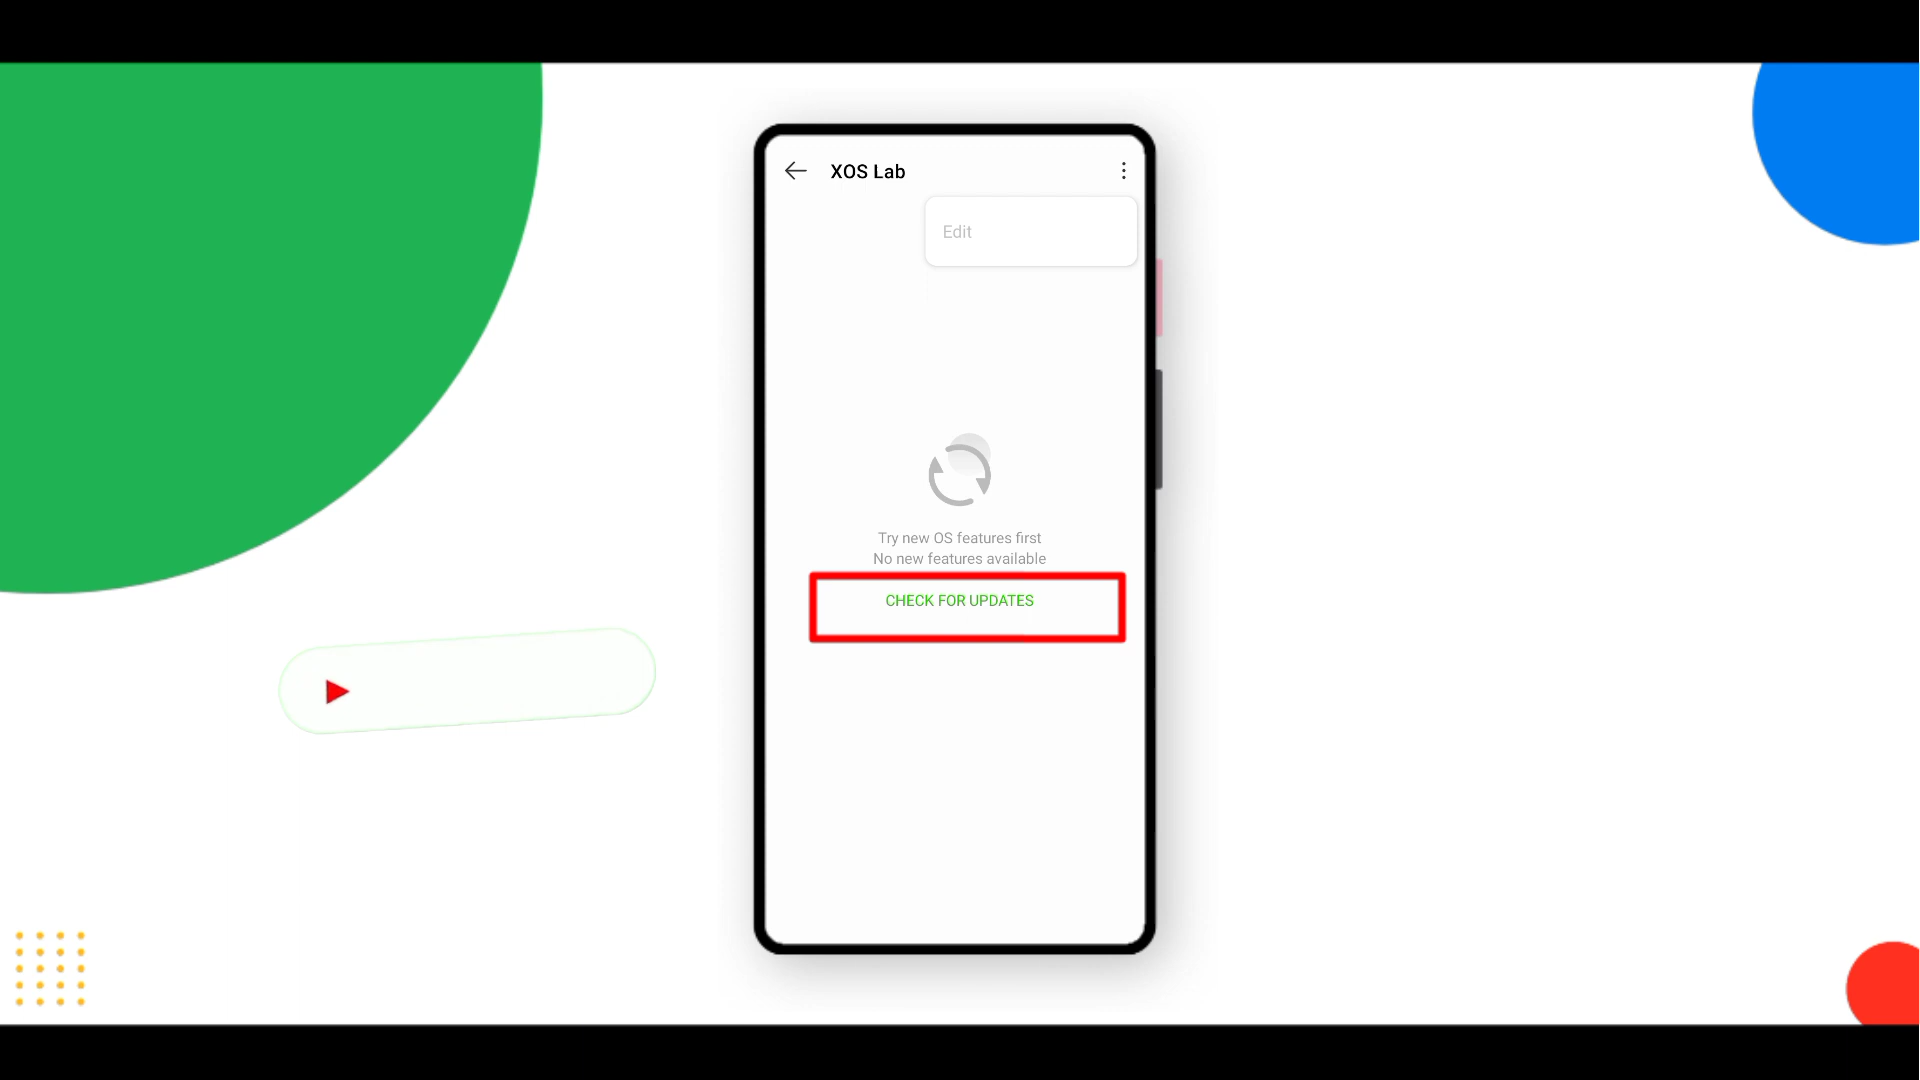 XOS Lab
Edit
Try new OS features first
No new features available
CHECK FOR UPDATES